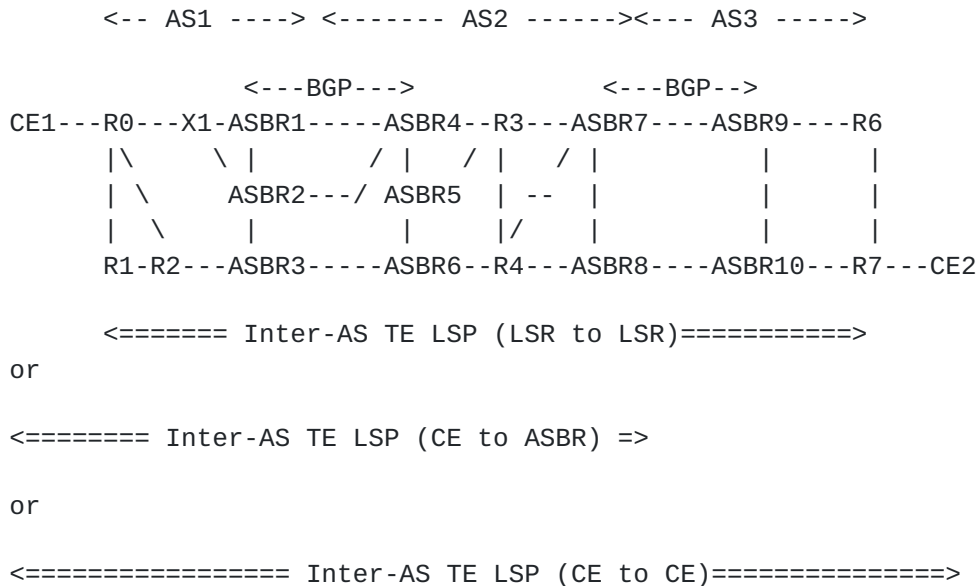 <-- AS1 ----> <------- AS2 ------><--- AS3 ----->
               <---BGP--->            <---BGP-->
CE1---R0---X1-ASBR1-----ASBR4--R3---ASBR7----ASBR9----R6
      |\     \ |       / |   / |   / |          |      |
      | \     ASBR2---/ ASBR5  | --  |          |      |
      |  \     |         |     |/    |          |      |
      R1-R2---ASBR3-----ASBR6--R4---ASBR8----ASBR10---R7---CE2
      <======= Inter-AS TE LSP (LSR to LSR)===========>
or
<======== Inter-AS TE LSP (CE to ASBR) =>
or
<================= Inter-AS TE LSP (CE to CE)===============>